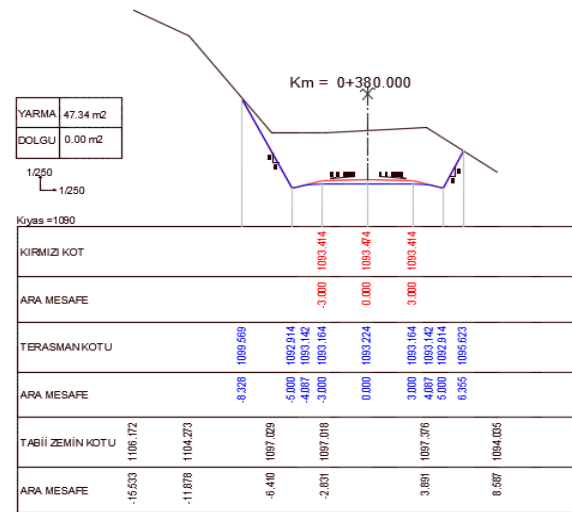 Km = 0+380.000
YARMA 47.34 m2
DOLGU 0.00 m2
1/250
1/250
Kıyas =1090
KIRMIZI KOT 1093.414 1093.474 1093.414
ARA MESAFE -3.000 0.000 3.000
TERASMAN KOTU 1099.569 1092.914 1093.142 1093.164 1093.224 1093.164 1093.142 1092.914 1095.623
ARA MESAFE -8.328 -5.000 -4.087 -3.000 0.000 3.000 4.087 5.000 6.355
TABİİ ZEMİN KOTU 1106.172 1104.273 1097.029 1097.018 1097.376 1094.035
ARA MESAFE -15.533 -11.878 -6.410 -2.831 3.891 8.587